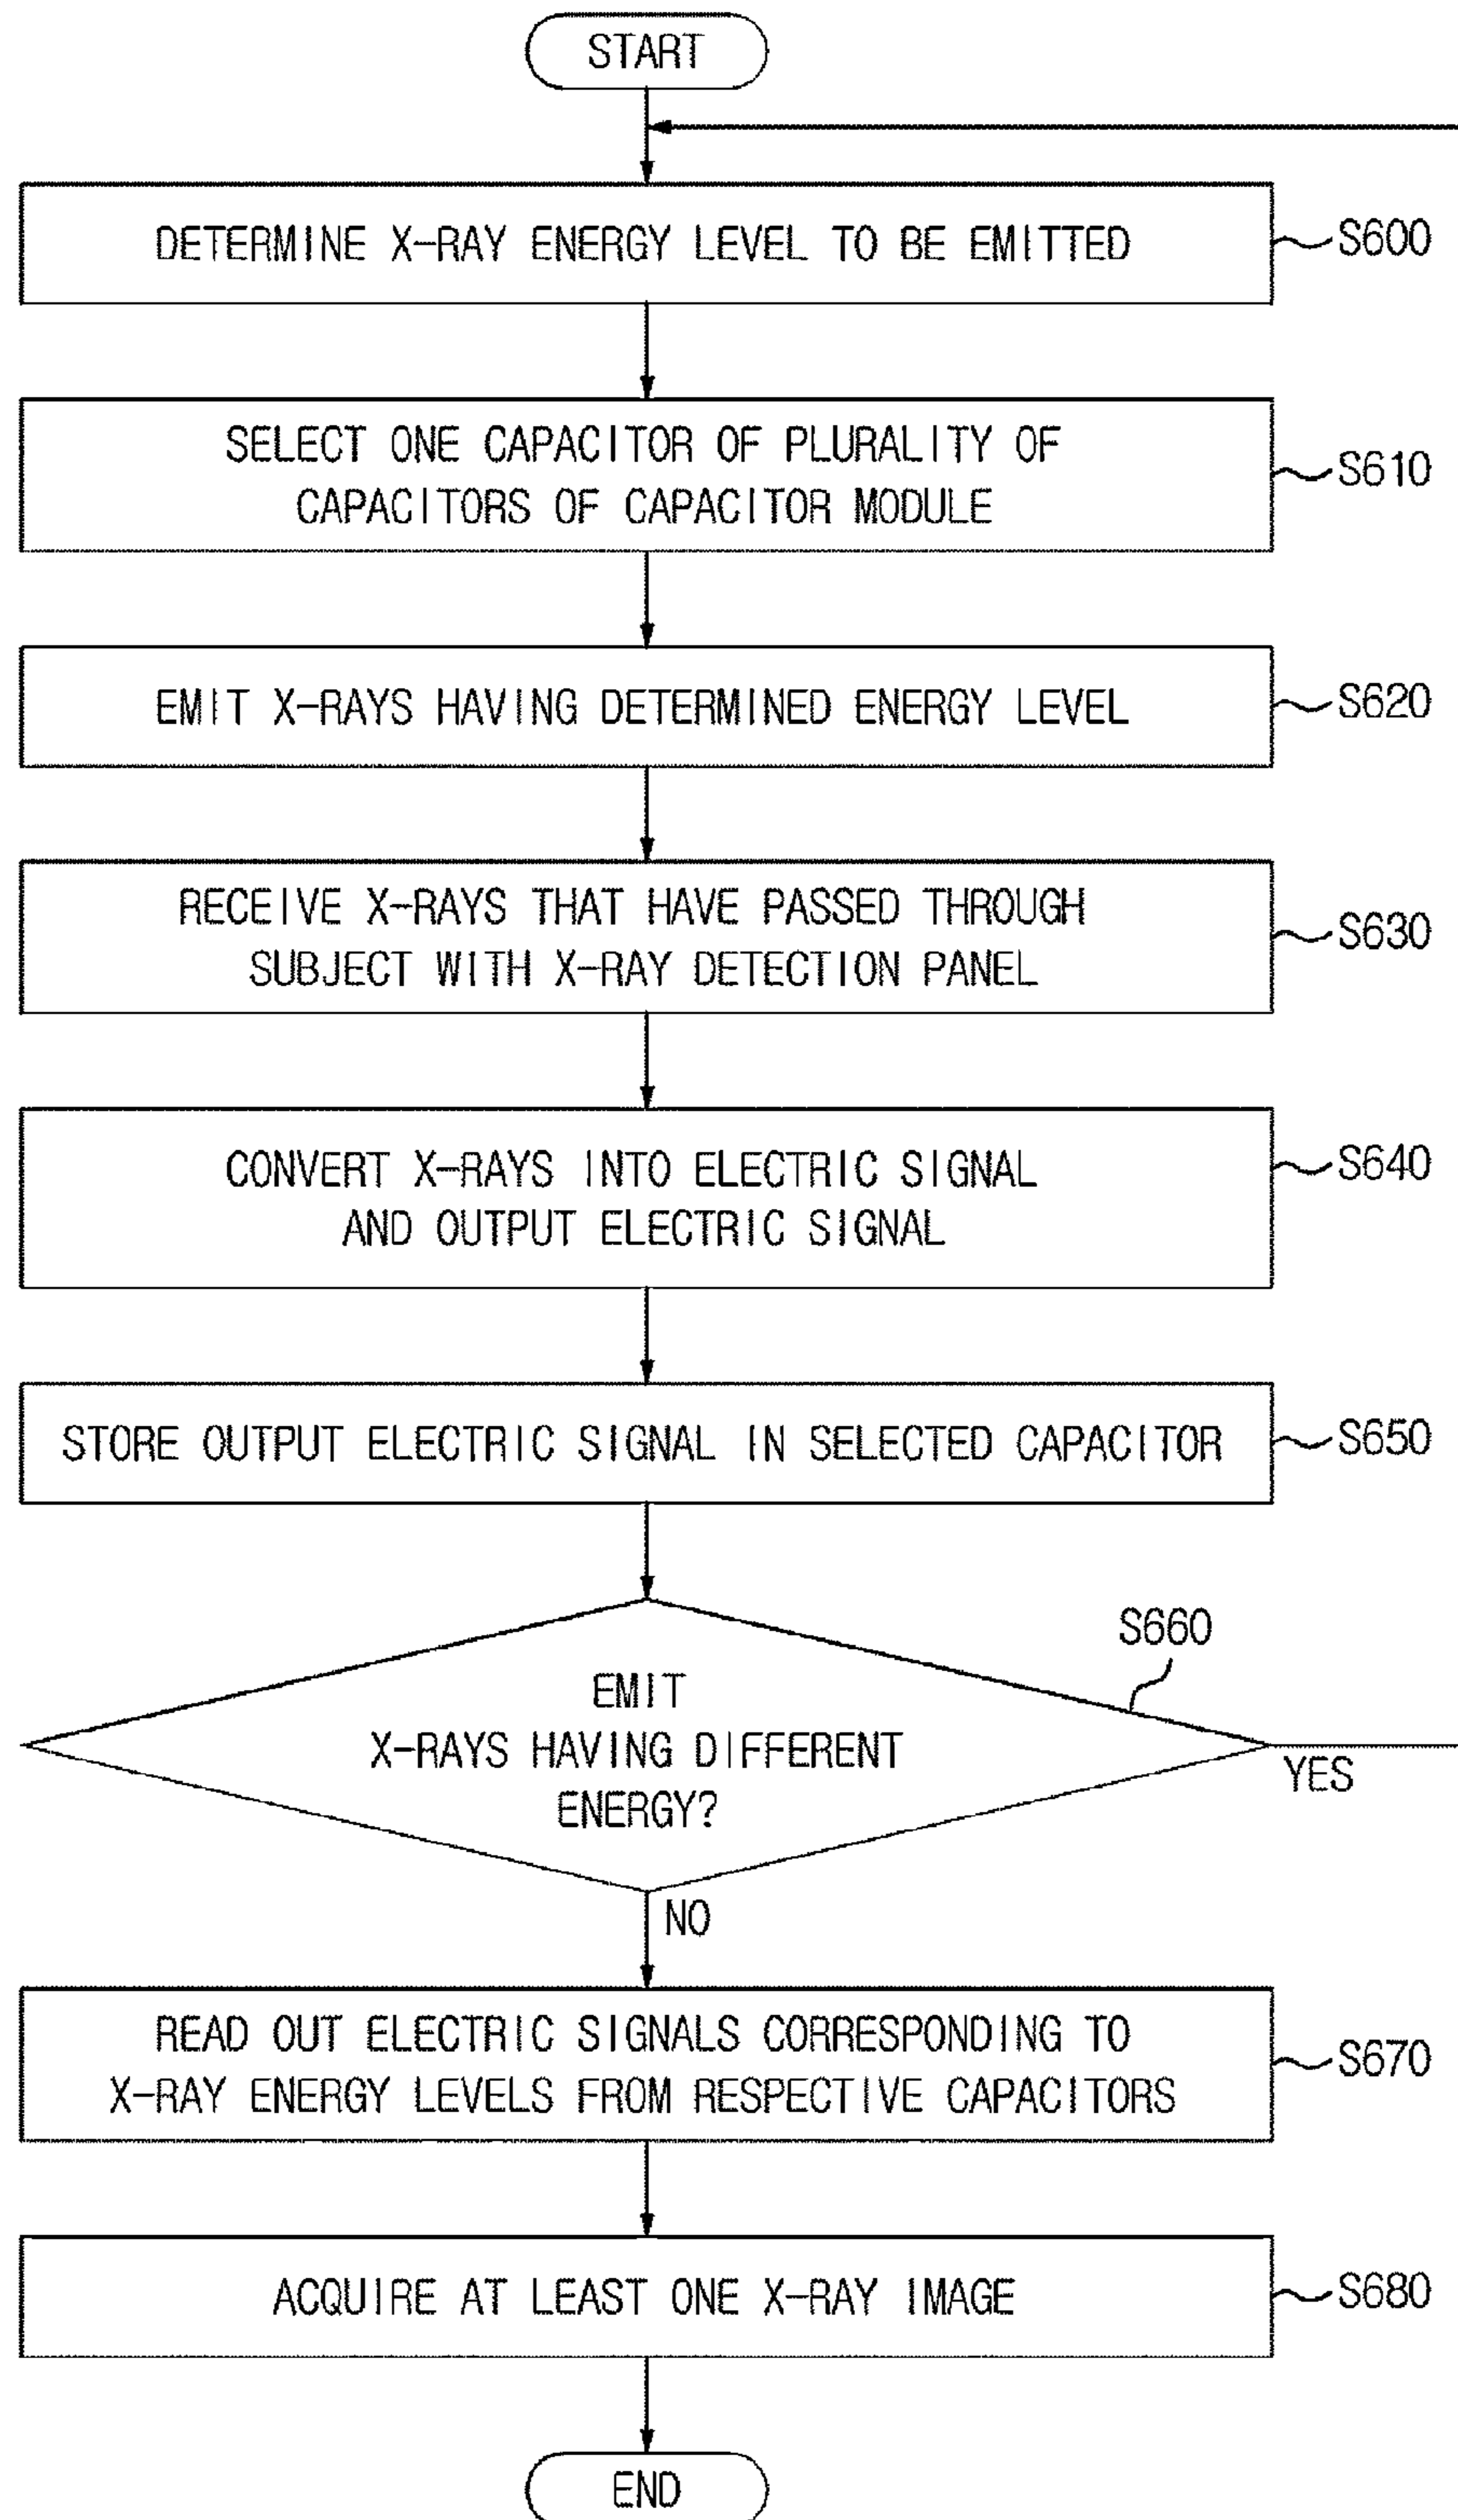 START
DETERMINE X-RAY ENERGY LEVEL TO BE EMITTED
S600
SELECT ONE CAPACITOR OF PLURALITY OF
CAPACITORS OF CAPACITOR MODULE
S610
EMIT X-RAYS HAVING DETERMINED ENERGY LEVEL
S620
RECEIVE X-RAYS THAT HAVE PASSED THROUGH
SUBJECT WITH X-RAY DETECTION PANEL
S630
CONVERT X-RAYS INTO ELECTRIC SIGNAL
AND OUTPUT ELECTRIC SIGNAL
S640
STORE OUTPUT ELECTRIC SIGNAL IN SELECTED CAPACITOR
S650
S660
EMIT
X-RAYS HAVING DIFFERENT
ENERGY?
YES
NO
READ OUT ELECTRIC SIGNALS CORRESPONDING TO
X-RAY ENERGY LEVELS FROM RESPECTIVE CAPACITORS
S670
ACQUIRE AT LEAST ONE X-RAY IMAGE
S680
END